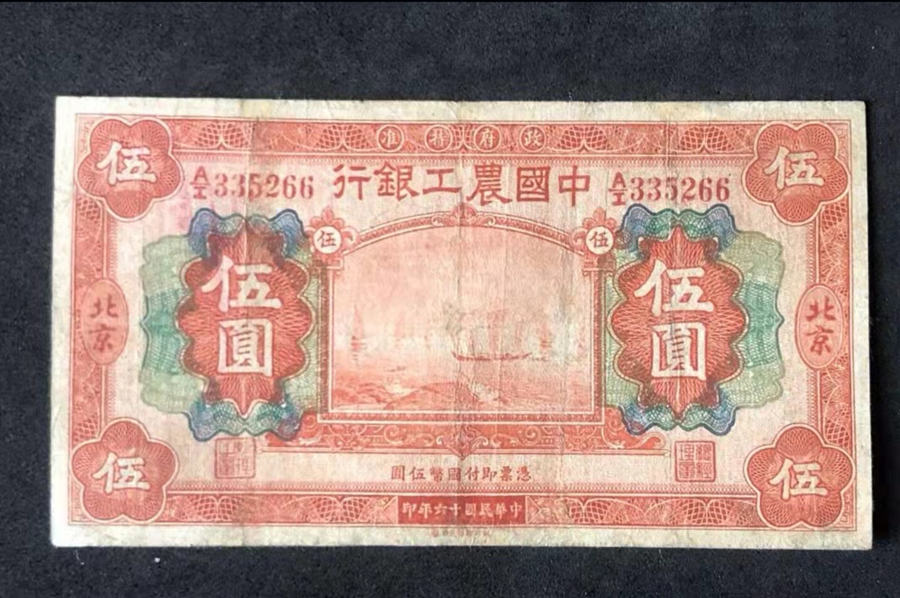 政府特准
伍
伍
A/I 335266
中國農工銀行
A/I 335266
伍
伍
伍圓
伍圓
北京
北京
憑票即付國幣伍圓
伍
伍
中華民國十六年印